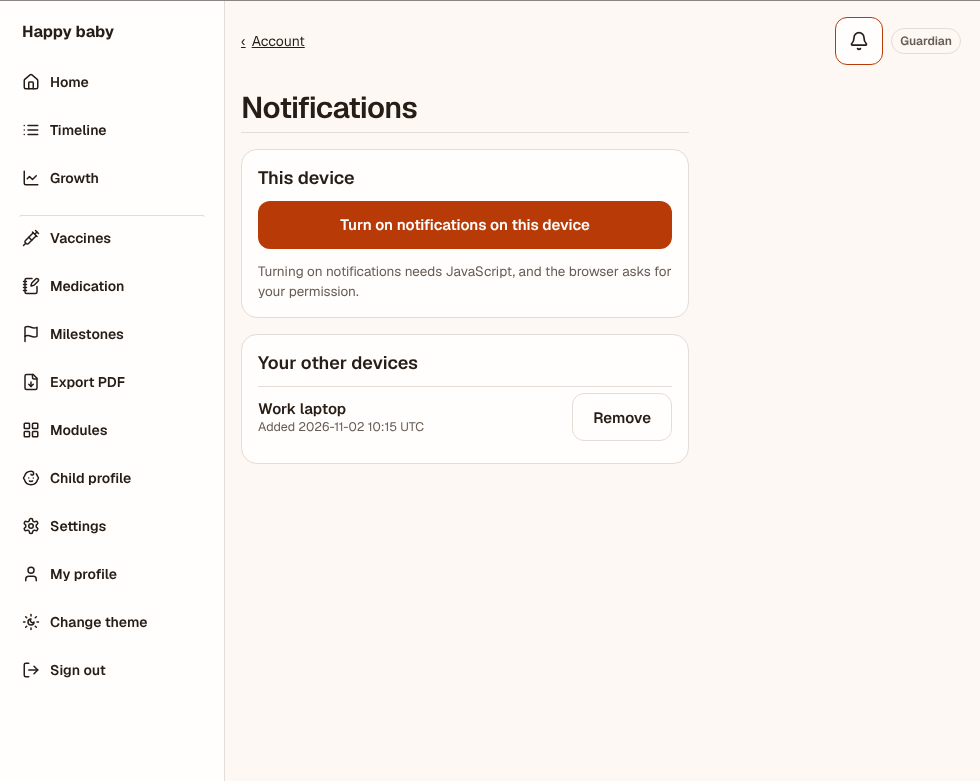 Happy baby
Home
Timeline
Growth
Vaccines
Medication
Milestones
Export PDF
Modules
Child profile
Settings
My profile
Change theme
Sign out
‹ Account
Guardian
Notifications
This device
Turn on notifications on this device
Turning on notifications needs JavaScript, and the browser asks for
your permission.
Your other devices
Work laptop
Added 2026-11-02 10:15 UTC
Remove